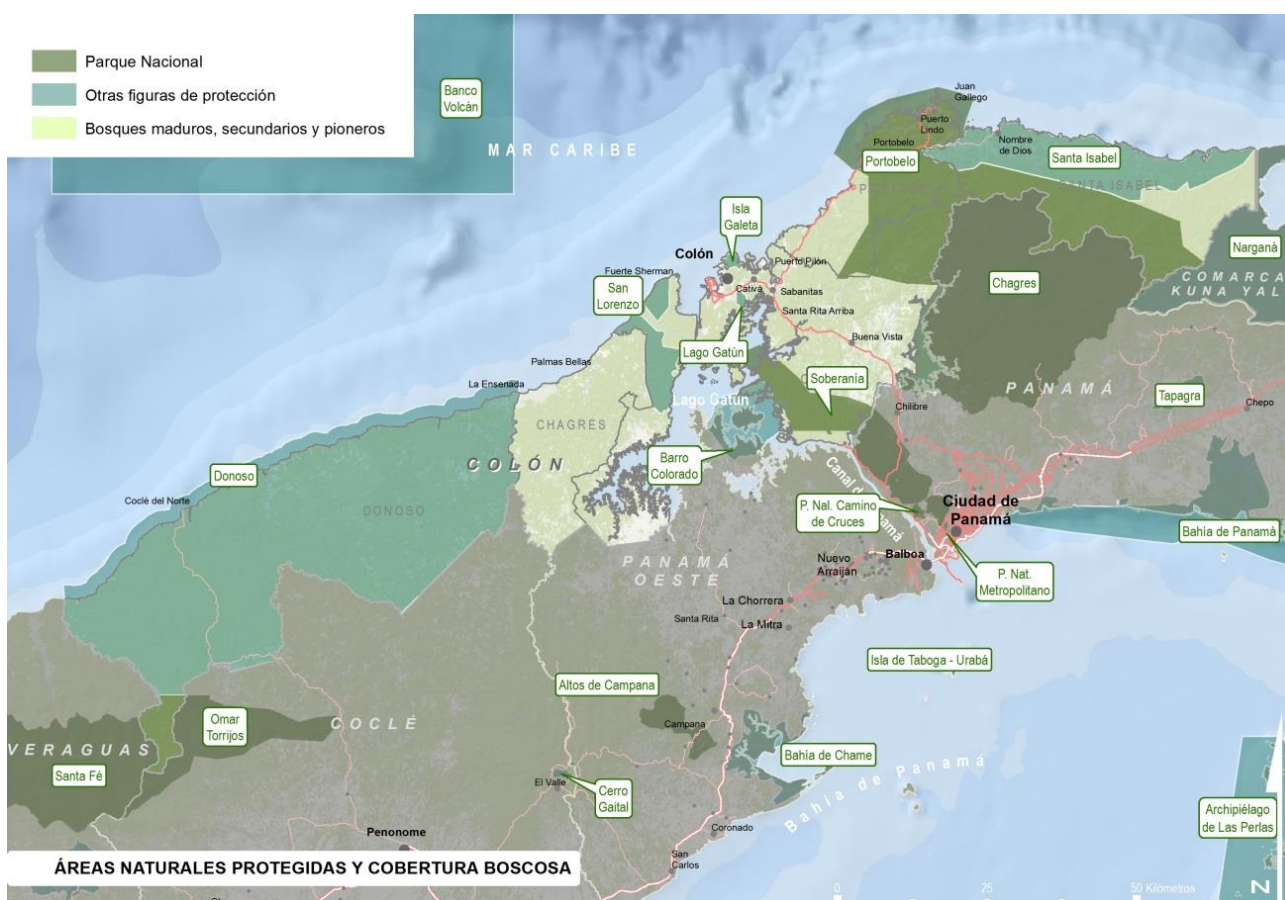 Parque Nacional
Otras figuras de protección
Bosques maduros, secundarios y pioneros
Banco
Volcán
MAR CARIBE
Juan
Gallego
Puerto
Lindo
Portobelo
Nombre
de Dios
Portobelo
Santa Isabel
SANTA ISABEL
Isla
Galeta
Colón
Puerto Pilón
Narganá
Fuerte Sherman
Cativá
Sabanitas
COMARCA
KUNA YAL
San
Lorenzo
Chagres
Santa Rita Arriba
Buena Vista
Lago Gatún
Palmas Bellas
La Ensenada
Soberanía
PANAMÁ
Tapagra
Lago Gatún
Chepo
Chilibre
CHAGRES
COLÓN
Barro
Colorado
Donoso
Coclé del Norte
DONOSO
Canal de Panamá
P. Nal. Camino
de Cruces
Ciudad de
Panamá
Bahía de Panamá
PANAMÁ
OESTE
Nuevo
Arraiján
Balboa
P. Nat.
Metropolitano
La Chorrera
Santa Rita
La Mitra
Isla de Taboga - Urabá
Altos de Campana
Omar
Torrijos
COCLÉ
Campana
VERAGUAS
Santa Fè
Bahía de Chame
Bahía de Panamá
El Valle
Cerro
Gaital
Archipiélago
de Las Perlas
Coronado
Penonome
San
Carlos
ÁREAS NATURALES PROTEGIDAS Y COBERTURA BOSCOSA
0 25 50 Kilómetros
N